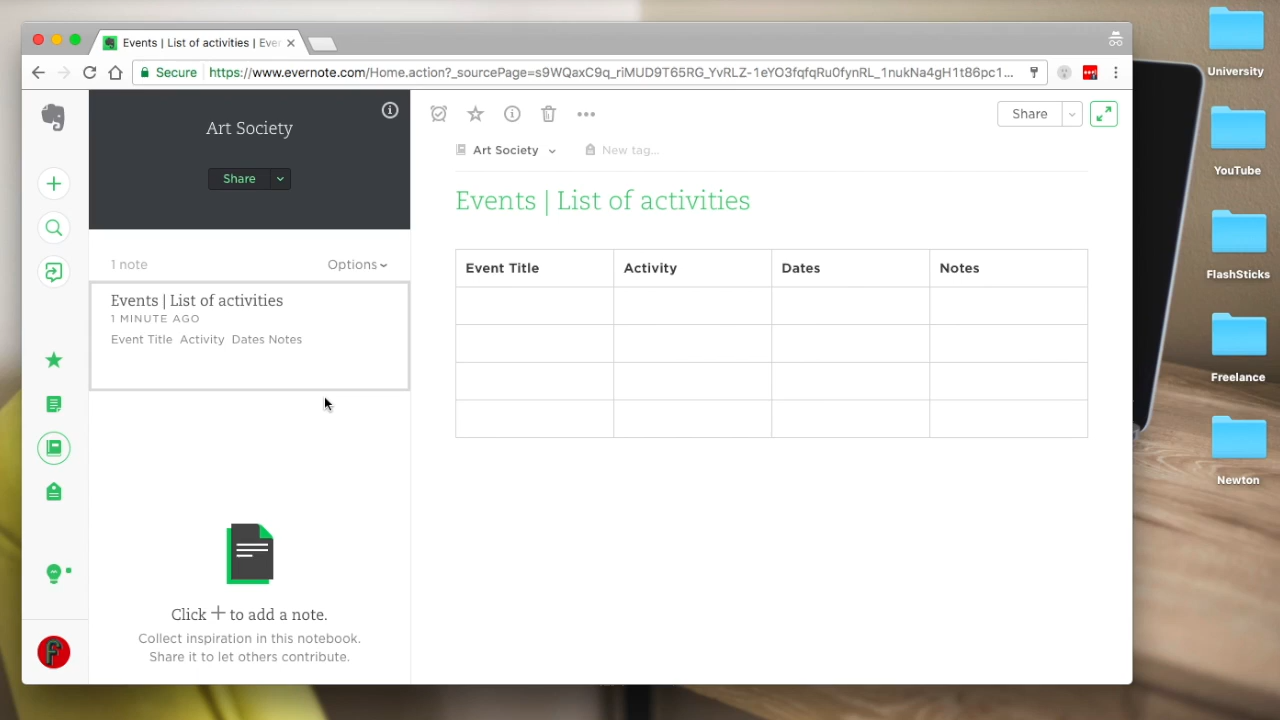 Events | List of activities | Ever
Secure
https://www.evernote.com/Home.action?_sourcePage=s9WQaxC9q_riMUD9T65RG_YvRLZ-1eYO3fqfqRu0fynRL_1nukNa4gH1t86pc1...
Art Society
Share
1 note
Options
Events | List of activities
1 MINUTE AGO
Event Title Activity Dates Notes
Click + to add a note.
Collect inspiration in this notebook.
Share it to let others contribute.
Share
Art Society
New tag...
Events | List of activities
Event Title Activity Dates Notes
University
YouTube
FlashSticks
Freelance
Newton